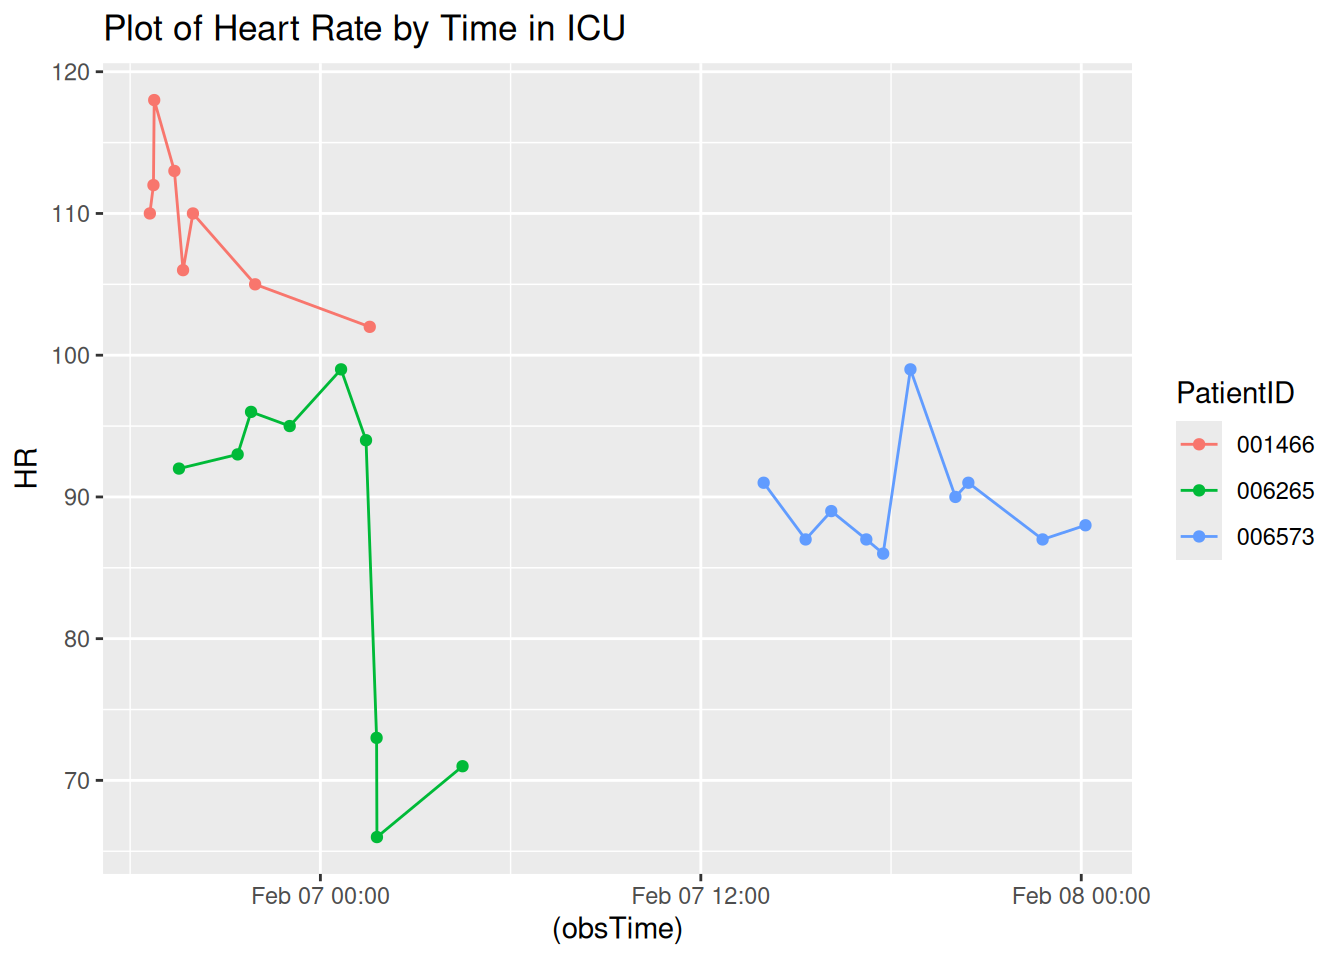 Plot of Heart Rate by Time in ICU
120
110
100
90
80
70
HR
Feb 07 00:00
Feb 07 12:00
Feb 08 00:00
(obsTime)
PatientID
001466
006265
006573